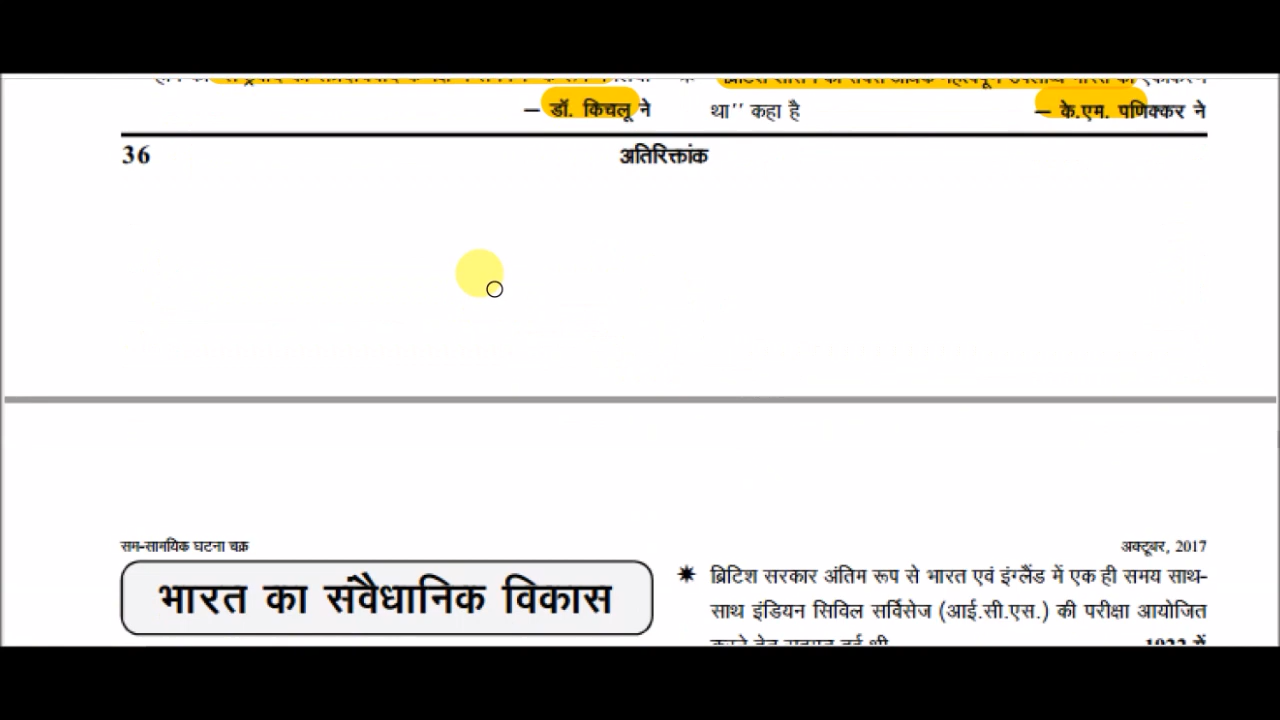 — डॉ. किचलू ने
था'' कहा है — के.एम. पणिक्कर ने
36 अतिरिक्तांक
सम-सामयिक घटना चक्र अक्टूबर, 2017
भारत का संवैधानिक विकास
✷ ब्रिटिश सरकार अंतिम रूप से भारत एवं इंग्लैंड में एक ही समय साथ-
साथ इंडियन सिविल सर्विसेज (आई.सी.एस.) की परीक्षा आयोजित